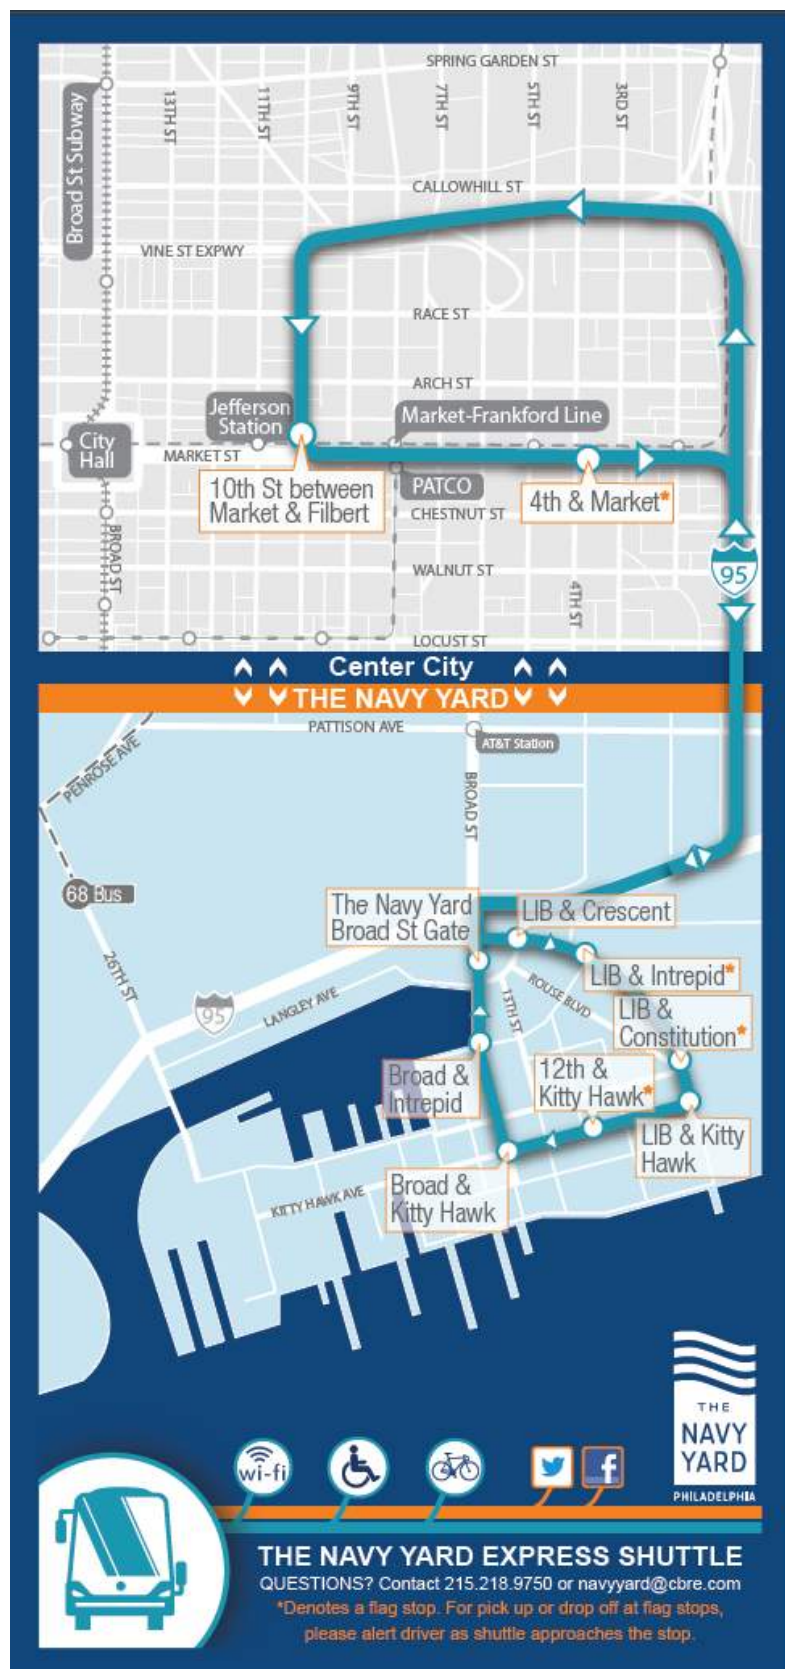 SPRING GARDEN ST
Broad St Subway
13TH ST
11TH ST
9TH ST
7TH ST
5TH ST
3RD ST
CALLOWHILL ST
VINE ST EXPWY
RACE ST
ARCH ST
Jefferson
Station
Market-Frankford Line
City
Hall
MARKET ST
10th St between
Market & Filbert
PATCO
4th & Market*
CHESTNUT ST
BROAD ST
WALNUT ST
95
4TH ST
LOCUST ST
Center City
THE NAVY YARD
PATTISON AVE
PENROSE AVE
AT&T Station
BROAD ST
68 Bus
The Navy Yard
Broad St Gate
LIB & Crescent
26TH ST
LIB & Intrepid*
95
LANGLEY AVE
13TH ST
ROUSE BLVD
LIB &
Constitution*
Broad &
Intrepid
12th &
Kitty Hawk*
LIB & Kitty
Hawk
KITTY HAWK AVE
Broad &
Kitty Hawk
THE
NAVY
YARD
PHILADELPHIA
wi-fi
f
THE NAVY YARD EXPRESS SHUTTLE
QUESTIONS? Contact 215.218.9750 or navyyard@cbre.com
*Denotes a flag stop. For pick up or drop off at flag stops,
please alert driver as shuttle approaches the stop.